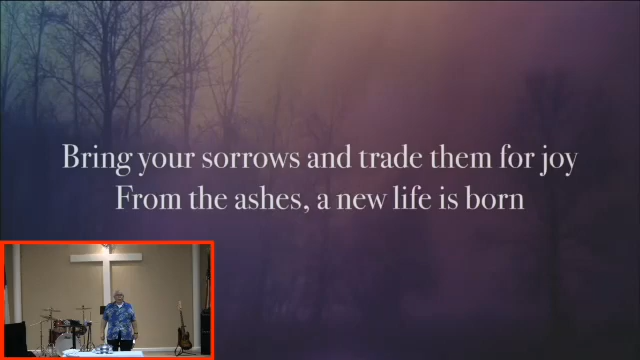 Bring your sorrows and trade them for joy
From the ashes, a new life is born